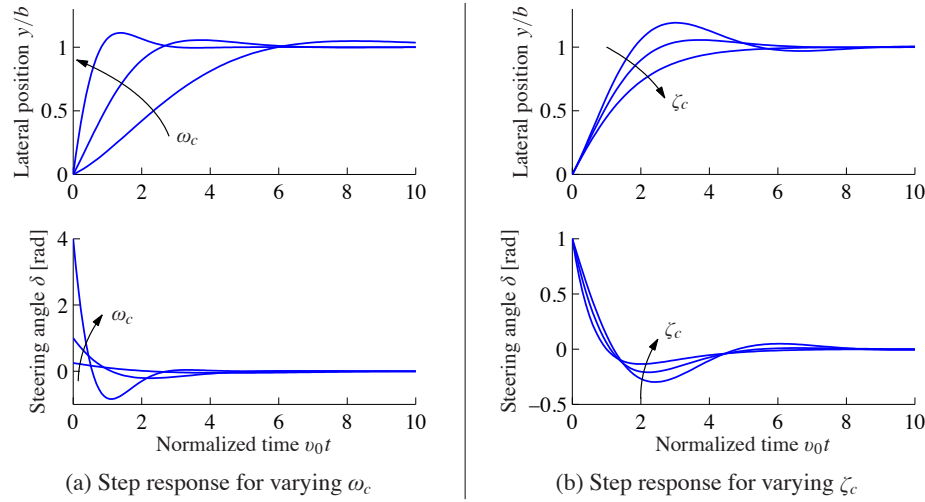 Lateral position y/b
1
0.5
0
0 2 4 6 8 10
ω_c
Steering angle δ [rad]
4
2
0
0 2 4 6 8 10
ω_c
Normalized time v₀t
(a) Step response for varying ω_c
Lateral position y/b
1
0.5
0
0 2 4 6 8 10
ζ_c
Steering angle δ [rad]
1
0.5
0
−0.5
0 2 4 6 8 10
ζ_c
Normalized time v₀t
(b) Step response for varying ζ_c